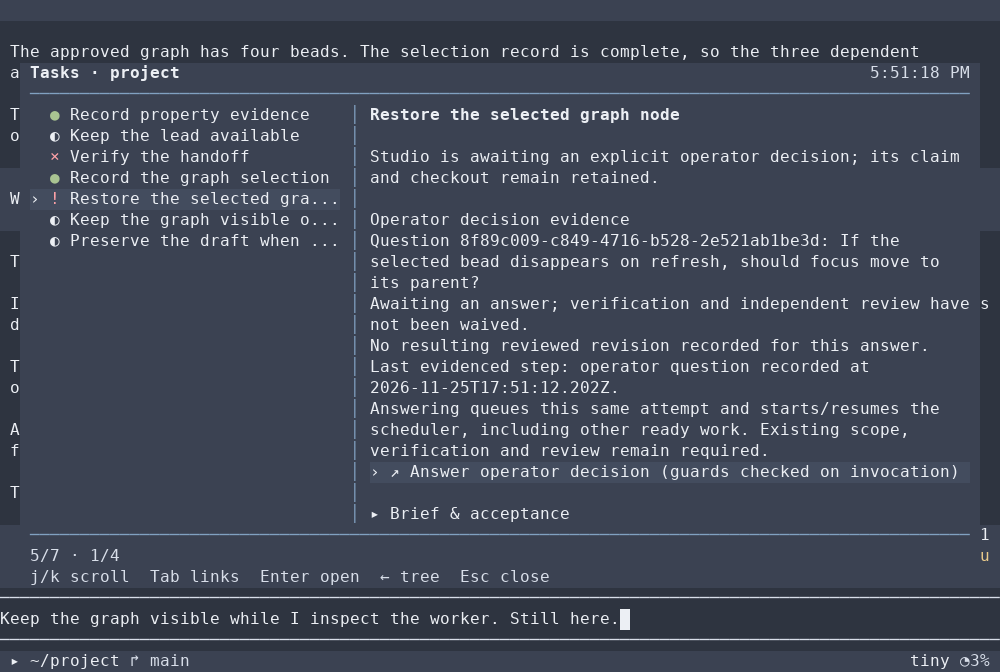 The approved graph has four beads. The selection record is complete, so the three dependent
a
Tasks · project 5:51:18 PM
T
o
W
T
I
d
T
o
A
f
T
● Record property evidence
◐ Keep the lead available
× Verify the handoff
● Record the graph selection
› ! Restore the selected gra...
◐ Keep the graph visible o...
◐ Preserve the draft when ...
Restore the selected graph node
Studio is awaiting an explicit operator decision; its claim
and checkout remain retained.
Operator decision evidence
Question 8f89c009-c849-4716-b528-2e521ab1be3d: If the
selected bead disappears on refresh, should focus move to
its parent?
Awaiting an answer; verification and independent review have
not been waived.
No resulting reviewed revision recorded for this answer.
Last evidenced step: operator question recorded at
2026-11-25T17:51:12.202Z.
Answering queues this same attempt and starts/resumes the
scheduler, including other ready work. Existing scope,
verification and review remain required.
› ↗ Answer operator decision (guards checked on invocation)
▸ Brief & acceptance
s
1
u
5/7 · 1/4
j/k scroll Tab links Enter open ← tree Esc close
Keep the graph visible while I inspect the worker. Still here.
▸ ~/project ↱ main tiny ◔3%